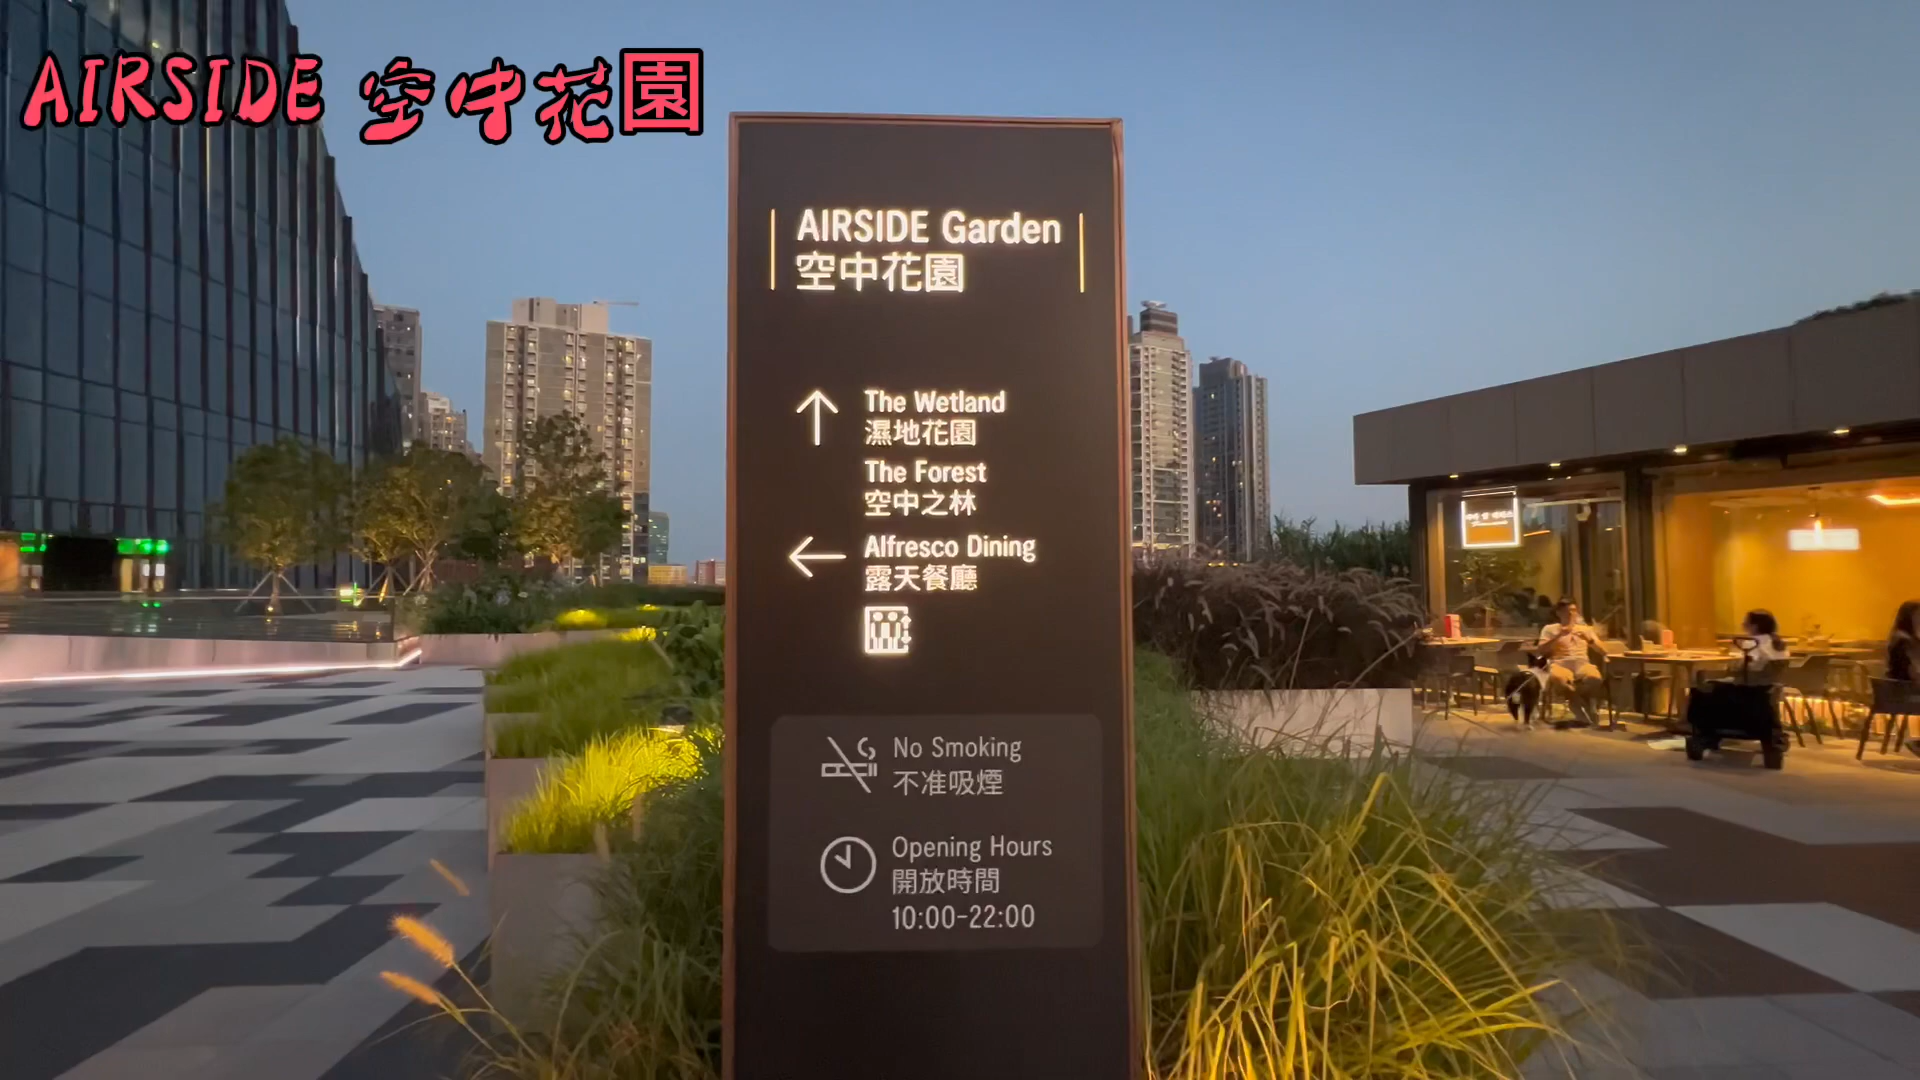 AIRSIDE 空中花園
AIRSIDE Garden
空中花園
The Wetland
濕地花園
The Forest
空中之林
Alfresco Dining
露天餐廳
No Smoking
不准吸煙
Opening Hours
開放時間
10:00-22:00